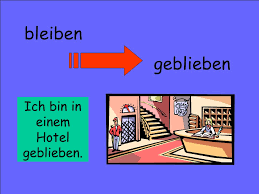 bleiben
geblieben
Ich bin in
einem
Hotel
geblieben.